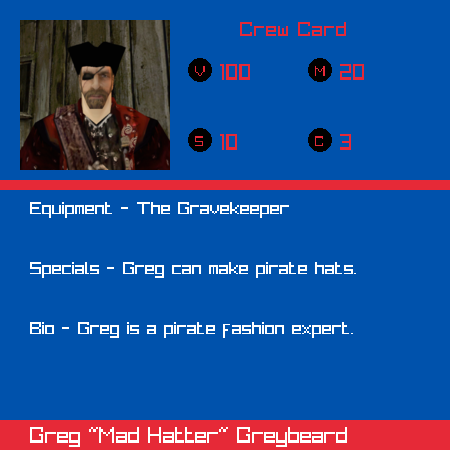 Crew Card
V 100 M 20
S 10 C 3
Equipment - The Gravekeeper
Specials - Greg can make pirate hats.
Bio - Greg is a pirate fashion expert.
Greg "Mad Hatter" Greybeard